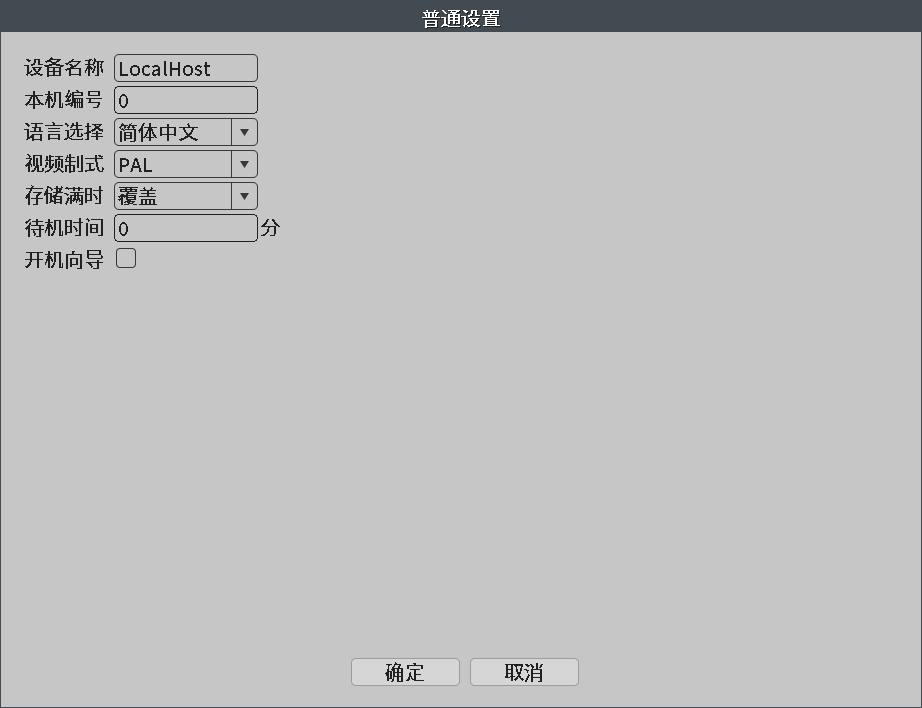 普通设置
设备名称 LocalHost
本机编号 0
语言选择 简体中文
视频制式 PAL
存储满时 覆盖
待机时间 0 分
开机向导
确定 取消